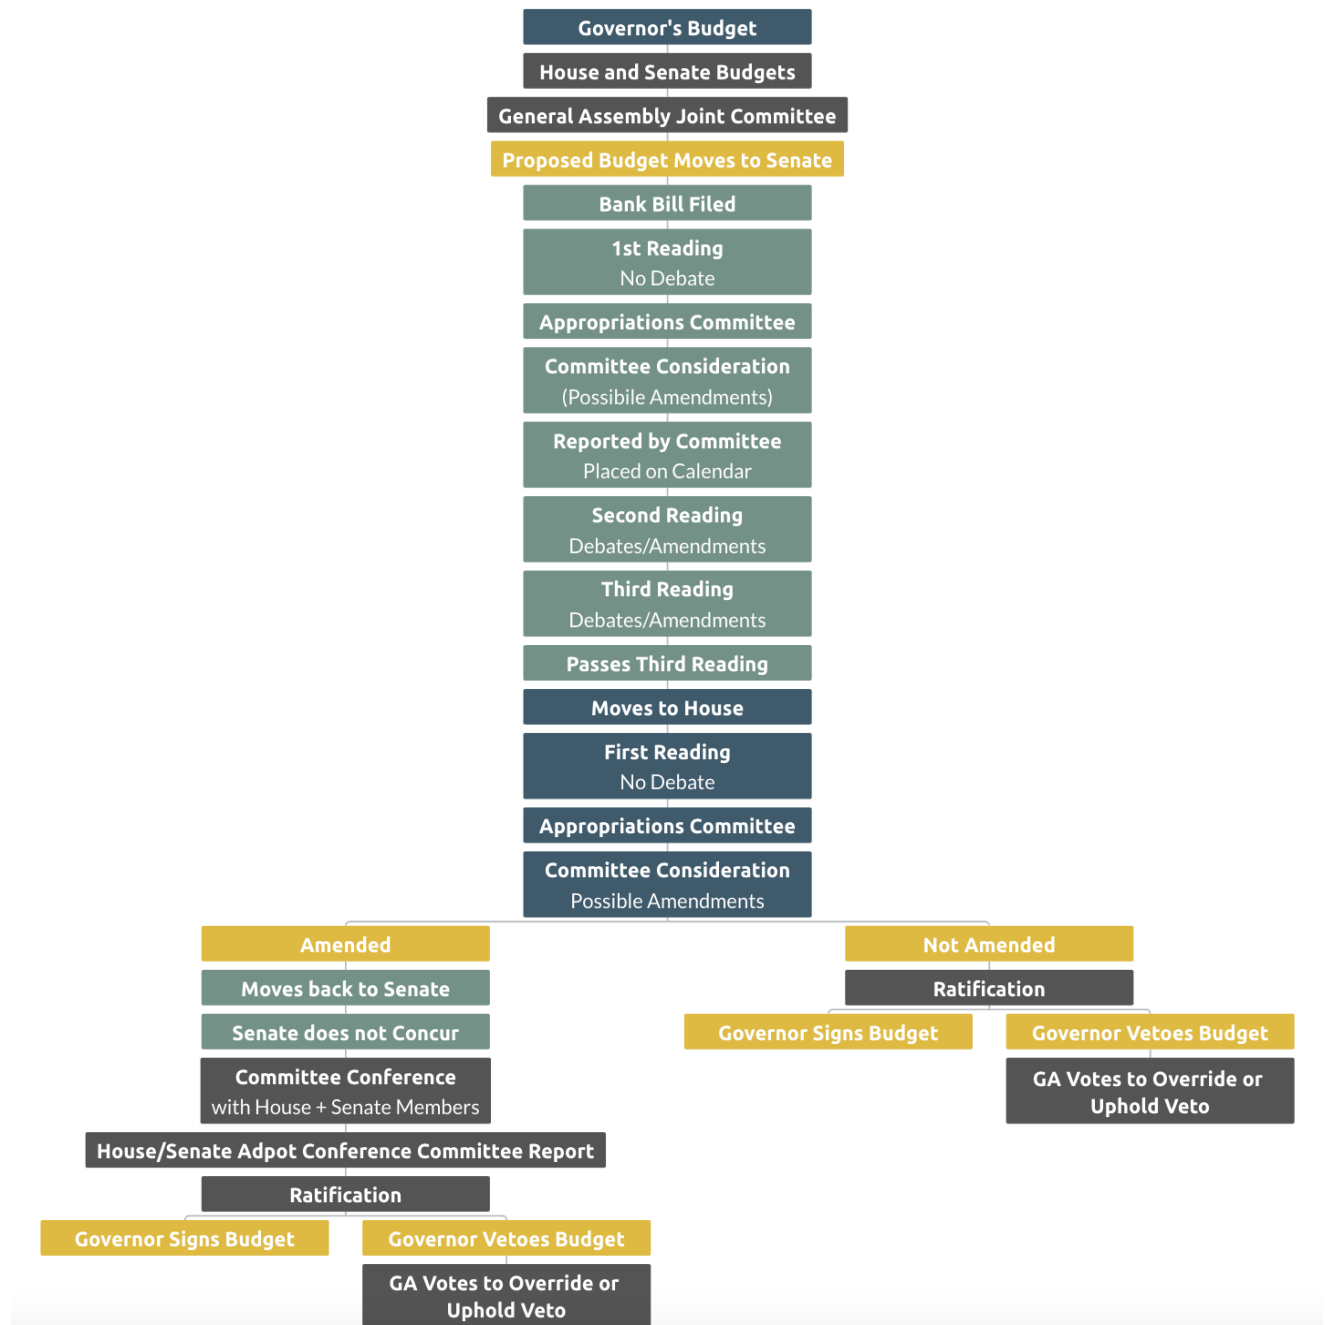 Governor's Budget
House and Senate Budgets
General Assembly Joint Committee
Proposed Budget Moves to Senate
Bank Bill Filed
1st Reading
No Debate
Appropriations Committee
Committee Consideration
(Possibile Amendments)
Reported by Committee
Placed on Calendar
Second Reading
Debates/Amendments
Third Reading
Debates/Amendments
Passes Third Reading
Moves to House
First Reading
No Debate
Appropriations Committee
Committee Consideration
Possible Amendments
Amended
Moves back to Senate
Senate does not Concur
Committee Conference
with House + Senate Members
House/Senate Adpot Conference Committee Report
Ratification
Governor Signs Budget
Governor Vetoes Budget
GA Votes to Override or
Uphold Veto
Not Amended
Ratification
Governor Signs Budget
Governor Vetoes Budget
GA Votes to Override or
Uphold Veto